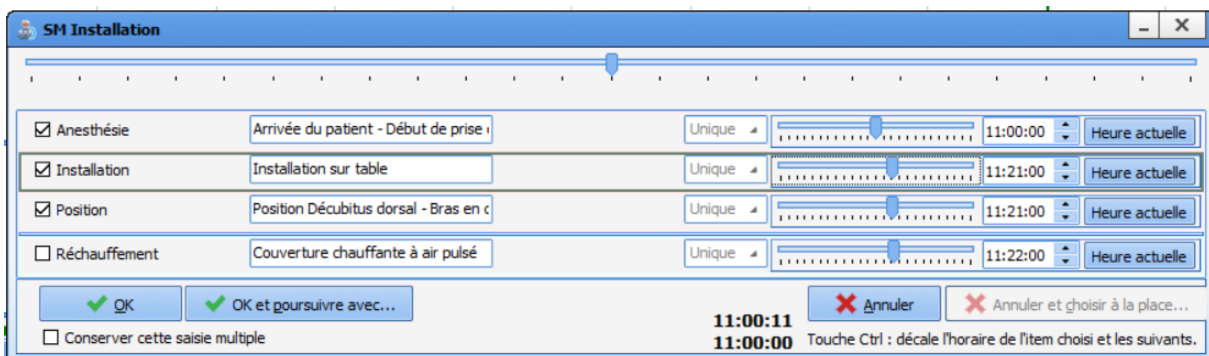 SM Installation
Anesthésie Arrivée du patient - Début de prise Unique 11:00:00 Heure actuelle
Installation Installation sur table Unique 11:21:00 Heure actuelle
Position Position Décubitus dorsal - Bras en Unique 11:21:00 Heure actuelle
Réchauffement Couverture chauffante à air pulsé Unique 11:22:00 Heure actuelle
OK OK et poursuivre avec... Annuler Annuler et choisir à la place...
11:00:11
Conserver cette saisie multiple 11:00:00 Touche Ctrl : décale l'horaire de l'item choisi et les suivants.